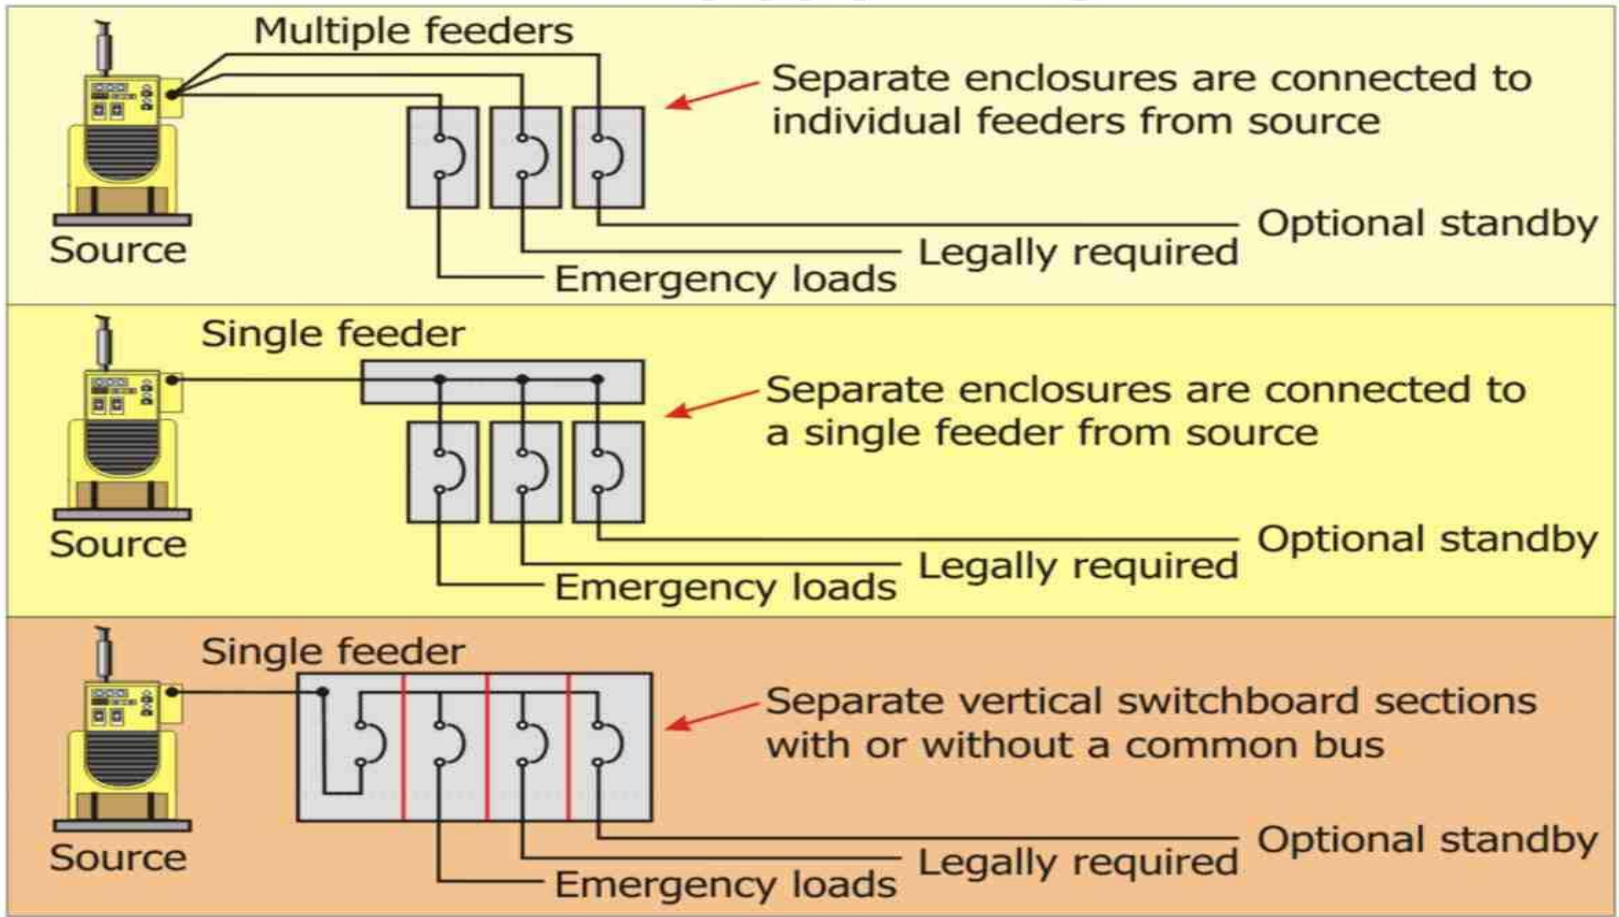 Multiple feeders
Separate enclosures are connected to
individual feeders from source
Source
Optional standby
Legally required
Emergency loads
Single feeder
Separate enclosures are connected to
a single feeder from source
Source
Optional standby
Legally required
Emergency loads
Single feeder
Separate vertical switchboard sections
with or without a common bus
Source
Optional standby
Legally required
Emergency loads